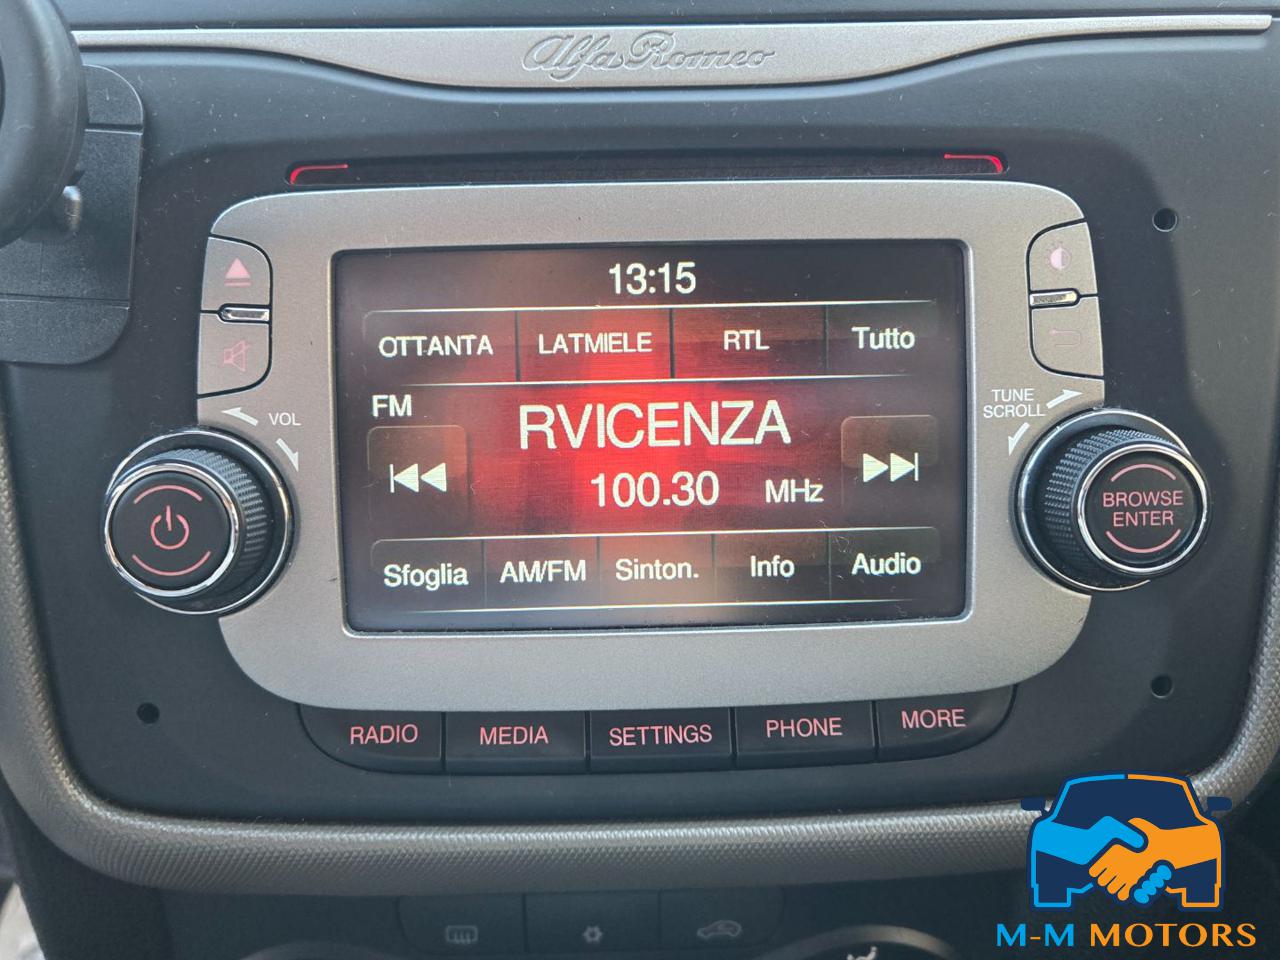 Alfa Romeo
13:15
OTTANTA LATMIELE RTL Tutto
FM
RVICENZA
100.30 MHz
Sfoglia AM/FM Sinton. Info Audio
VOL
TUNE
SCROLL
BROWSE
ENTER
RADIO MEDIA SETTINGS PHONE MORE
M-M MOTORS